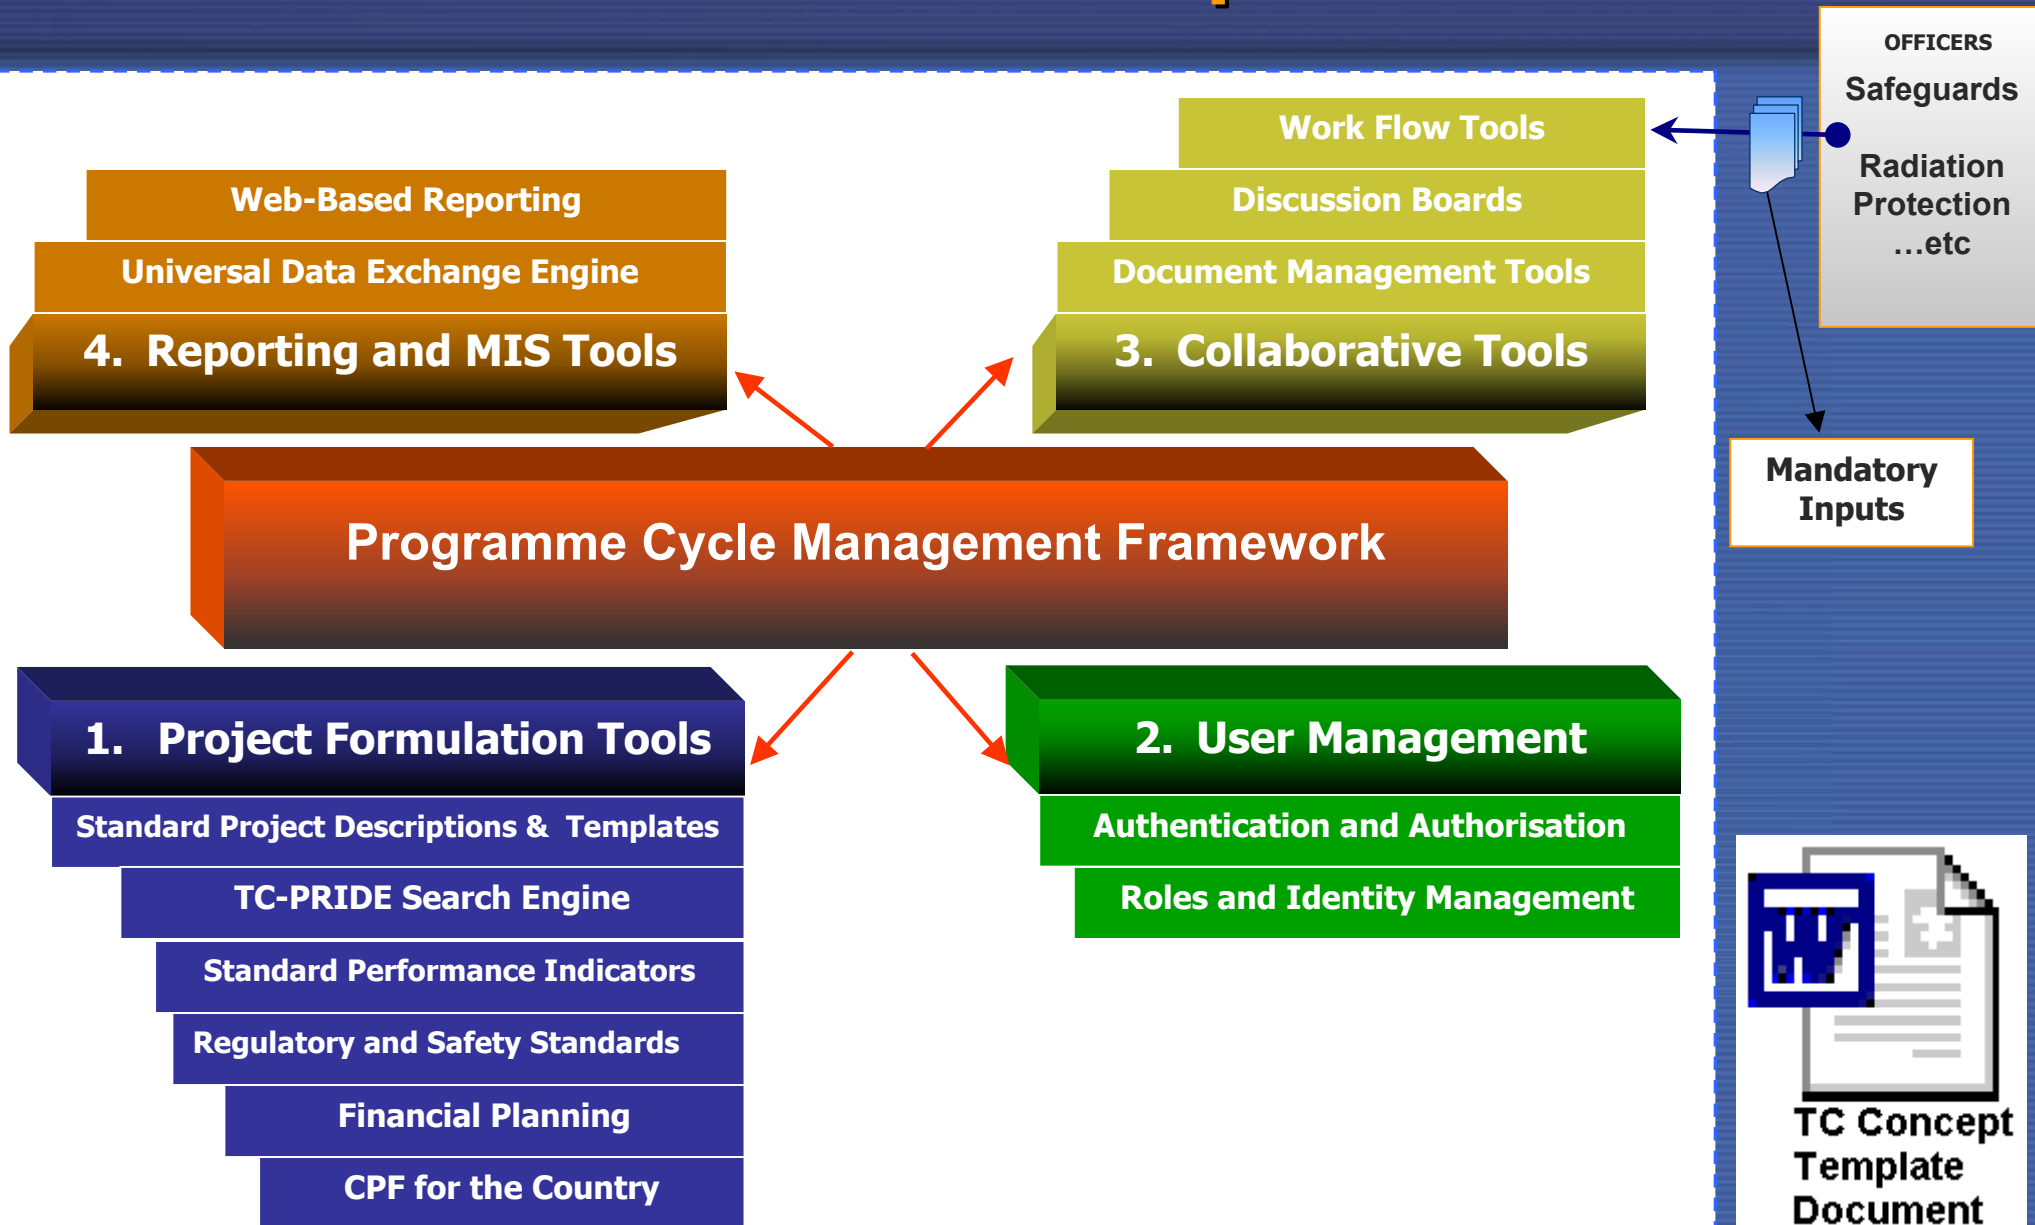 OFFICERS
Safeguards
Radiation
Protection
…etc
Work Flow Tools
Discussion Boards
Document Management Tools
3. Collaborative Tools
Web-Based Reporting
Universal Data Exchange Engine
4. Reporting and MIS Tools
Mandatory
Inputs
Programme Cycle Management Framework
1. Project Formulation Tools
Standard Project Descriptions & Templates
TC-PRIDE Search Engine
Standard Performance Indicators
Regulatory and Safety Standards
Financial Planning
CPF for the Country
2. User Management
Authentication and Authorisation
Roles and Identity Management
W
TC Concept
Template
Document